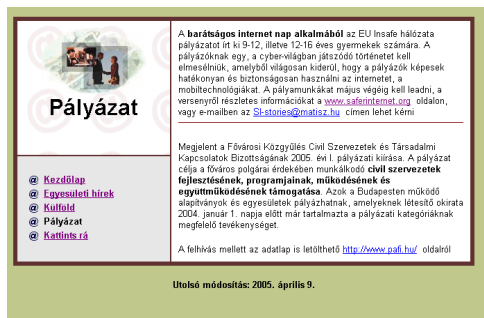 Pályázat
@ Kezdőlap
@ Egyesületi hírek
@ Külföld
@ Pályázat
@ Kattints rá
A barátságos internet nap alkalmából az EU Insafe hálózata
pályázatot írt ki 9-12, illetve 12-16 éves gyermekek számára. A
pályázóknak egy, a cyber-világban játszódó történetet kell
elmesélniük, amelyből világosan kiderül, hogy a pályázók képesek
hatékonyan és biztonságosan használni az internetet, a
mobiltechnológiákat. A pályamunkákat május végéig kell leadni, a
versenyről részletes információkat a www.saferinternet.org oldalon,
vagy e-mailben az SI-stories@matisz.hu címen lehet kérni
Megjelent a Fővárosi Közgyűlés Civil Szervezetek és Társadalmi
Kapcsolatok Bizottságának 2005. évi I. pályázati kiírása. A pályázat
célja a főváros polgárai érdekében munkálkodó civil szervezetek
fejlesztésének, programjainak, működésének és
együttműködésének támogatása. Azok a Budapesten működő
alapítványok és egyesületek pályázhatnak, amelyeknek létesítő okirata
2004. január 1. napja előtt már tartalmazta a pályázati kategóriáknak
megfelelő tevékenységet.
A felhívás mellett az adatlap is letölthető http://www.pafi.hu/ oldalról
Utolsó módosítás: 2005. április 9.